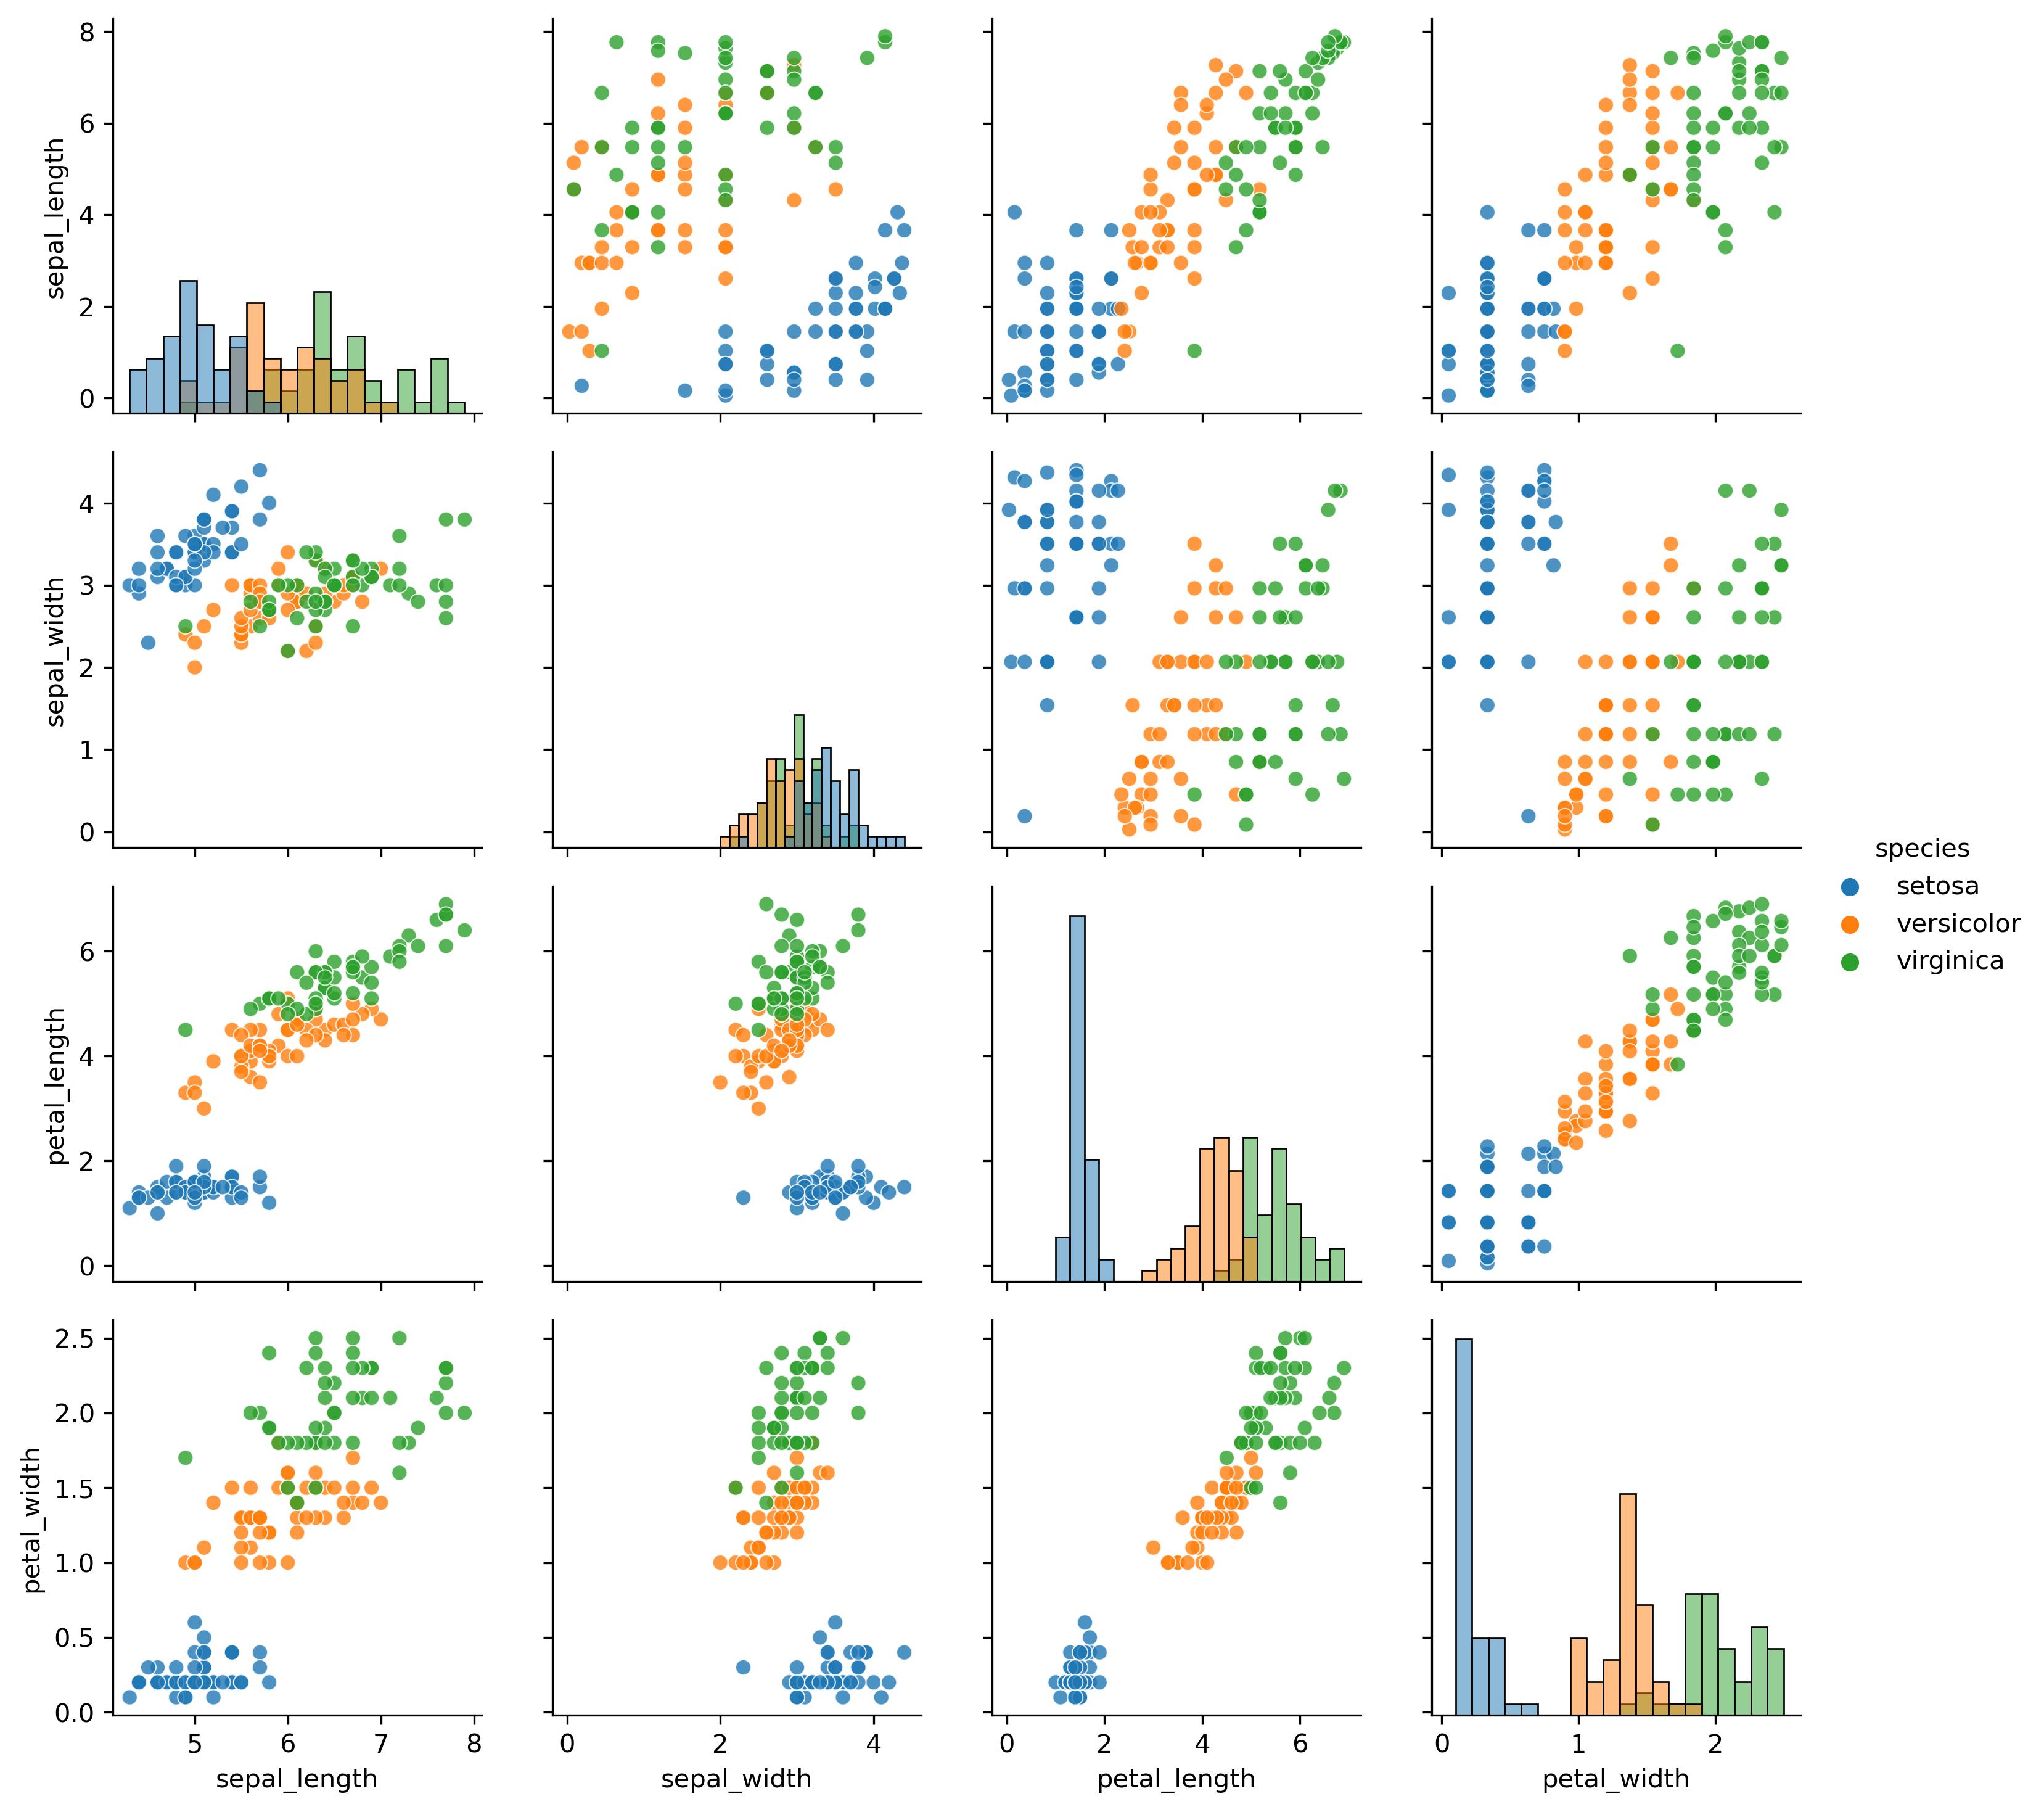 8
6
4
2
0
sepal_length
4
3
2
1
0
sepal_width
species
setosa
versicolor
virginica
6
4
2
0
petal_length
2.5
2.0
1.5
1.0
0.5
0.0
petal_width
5 6 7 8
0 2 4
0 2 4 6
0 1 2
sepal_length
sepal_width
petal_length
petal_width